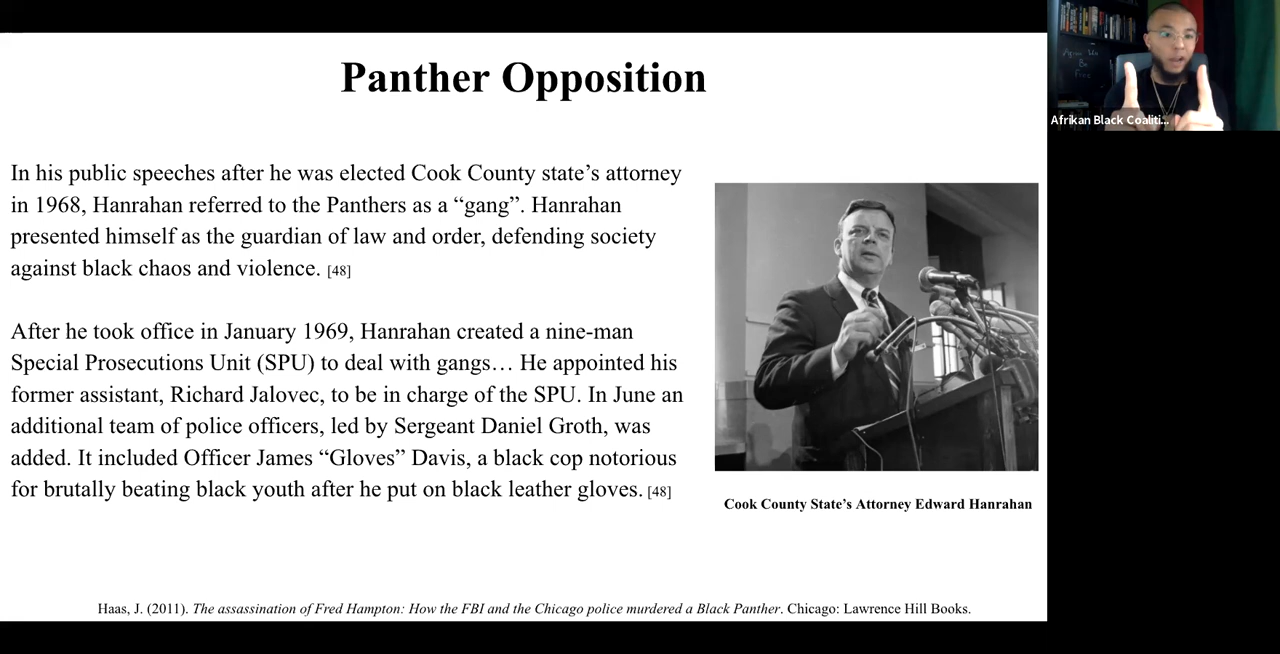 Panther Opposition
In his public speeches after he was elected Cook County state’s attorney
in 1968, Hanrahan referred to the Panthers as a “gang”. Hanrahan
presented himself as the guardian of law and order, defending society
against black chaos and violence. [48]
After he took office in January 1969, Hanrahan created a nine-man
Special Prosecutions Unit (SPU) to deal with gangs… He appointed his
former assistant, Richard Jalovec, to be in charge of the SPU. In June an
additional team of police officers, led by Sergeant Daniel Groth, was
added. It included Officer James “Gloves” Davis, a black cop notorious
for brutally beating black youth after he put on black leather gloves. [48]
Cook County State’s Attorney Edward Hanrahan
Haas, J. (2011). The assassination of Fred Hampton: How the FBI and the Chicago police murdered a Black Panther. Chicago: Lawrence Hill Books.
Afrikan Black Coaliti...